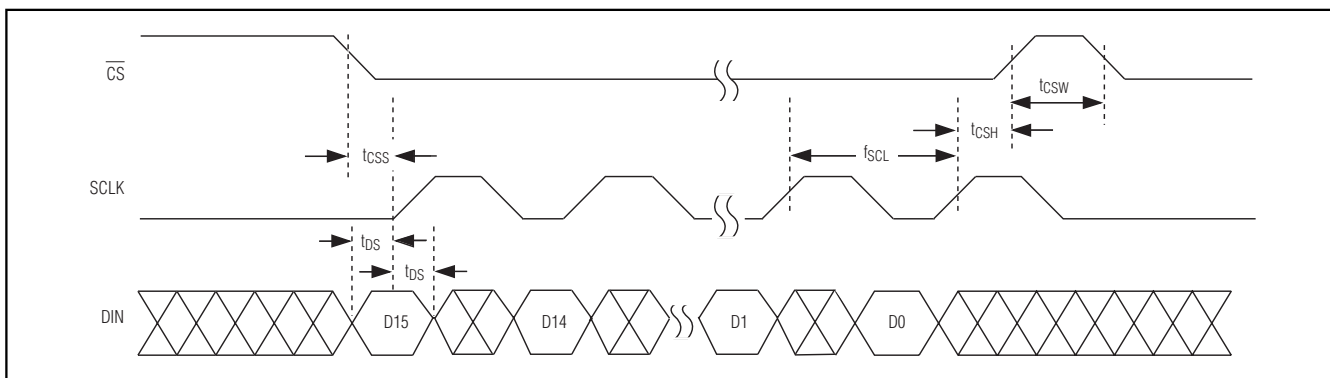 CS
tCSW
tCSH
tCSS
fSCL
SCLK
tDS
tDS
DIN
D15
D14
D1
D0